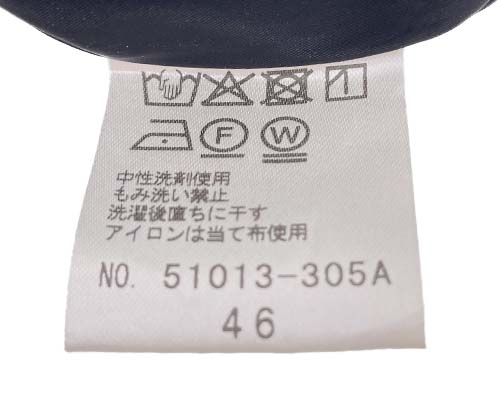 F W
中性洗剤使用
もみ洗い禁止
洗濯後直ちに干す
アイロンは当て布使用
NO. 51013-305A
46